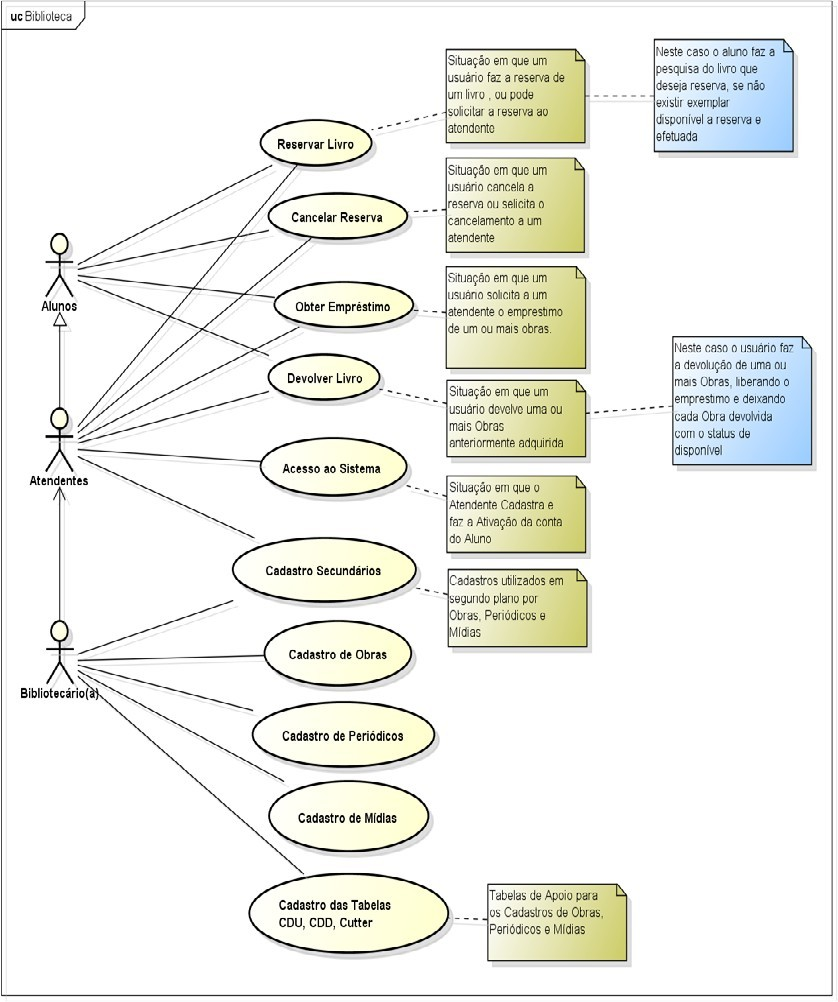 uc Biblioteca
Situação em que um
usuário faz a reserva de
um livro , ou pode
solicitar a reserva ao
atendente
Neste caso o aluno faz a
pesquisa do livro que
deseja reserva, se não
existir exemplar
disponível a reserva e
efetuada
Reservar Livro
Situação em que um
usuário cancela a
reserva ou selicita o
cancelamento a um
atendente
Cancelar Reserva
Alunos
Situação em que um
usuário solicita a um
atendente o emprestimo
de um ou mais obras.
Obter Empréstimo
Neste caso o usuário faz
a devolução de uma ou
mais Obras, liberando o
emprestimo e deixando
cada Obra devolvida
com o status de
disponível
Devolver Livro
Situação em que um
usuário develve uma ou
mais Obras
anteriormente adquirida
Atendentes
Acesso ao Sistema
Situação em que o
Atendente Cadastra e
faz a Ativação da conta
do Aluno
Cadastro Secundários
Cadastros utilizados em
segundo plano por
Obras, Periódicos e
Mídias
Cadastro de Obras
Bibliotecário(a)
Cadastro de Periódicos
Cadastro de Mídias
Cadastro das Tabelas
CDU, CDD, Cutter
Tabelas de Apoio para
os Cadastros de Obras,
Periódicos e Mídias